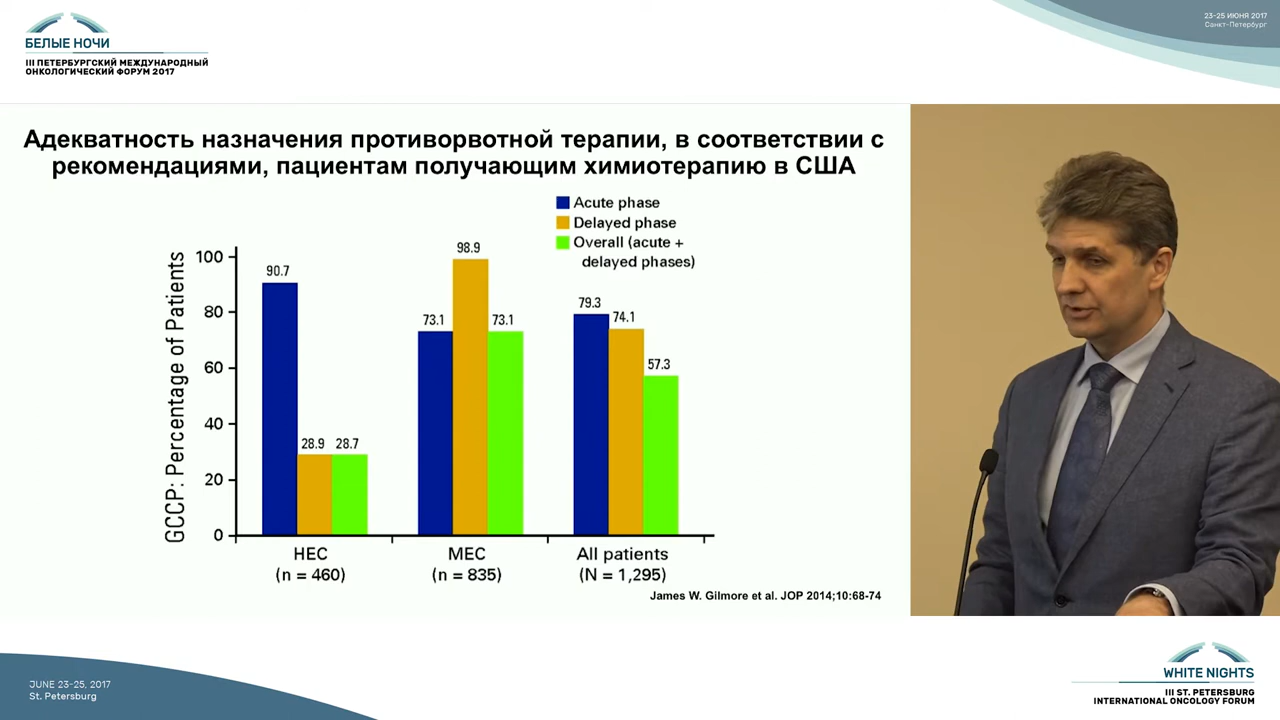 БЕЛЫЕ НОЧИ
III ПЕТЕРБУРГСКИЙ МЕЖДУНАРОДНЫЙ
ОНКОЛОГИЧЕСКИЙ ФОРУМ 2017
23-25 ИЮНЯ 2017
Санкт-Петербург
Адекватность назначения противорвотной терапии, в соответствии с
рекомендациями, пациентам получающим химиотерапию в США
Acute phase
Delayed phase
Overall (acute +
delayed phases)
GCCP: Percentage of Patients
100
80
60
40
20
0
90.7
28.9
28.7
73.1
98.9
73.1
79.3
74.1
57.3
HEC
(n = 460)
MEC
(n = 835)
All patients
(N = 1,295)
James W. Gilmore et al. JOP 2014;10:68-74
JUNE 23-25, 2017
St. Petersburg
WHITE NIGHTS
III ST. PETERSBURG
INTERNATIONAL ONCOLOGY FORUM